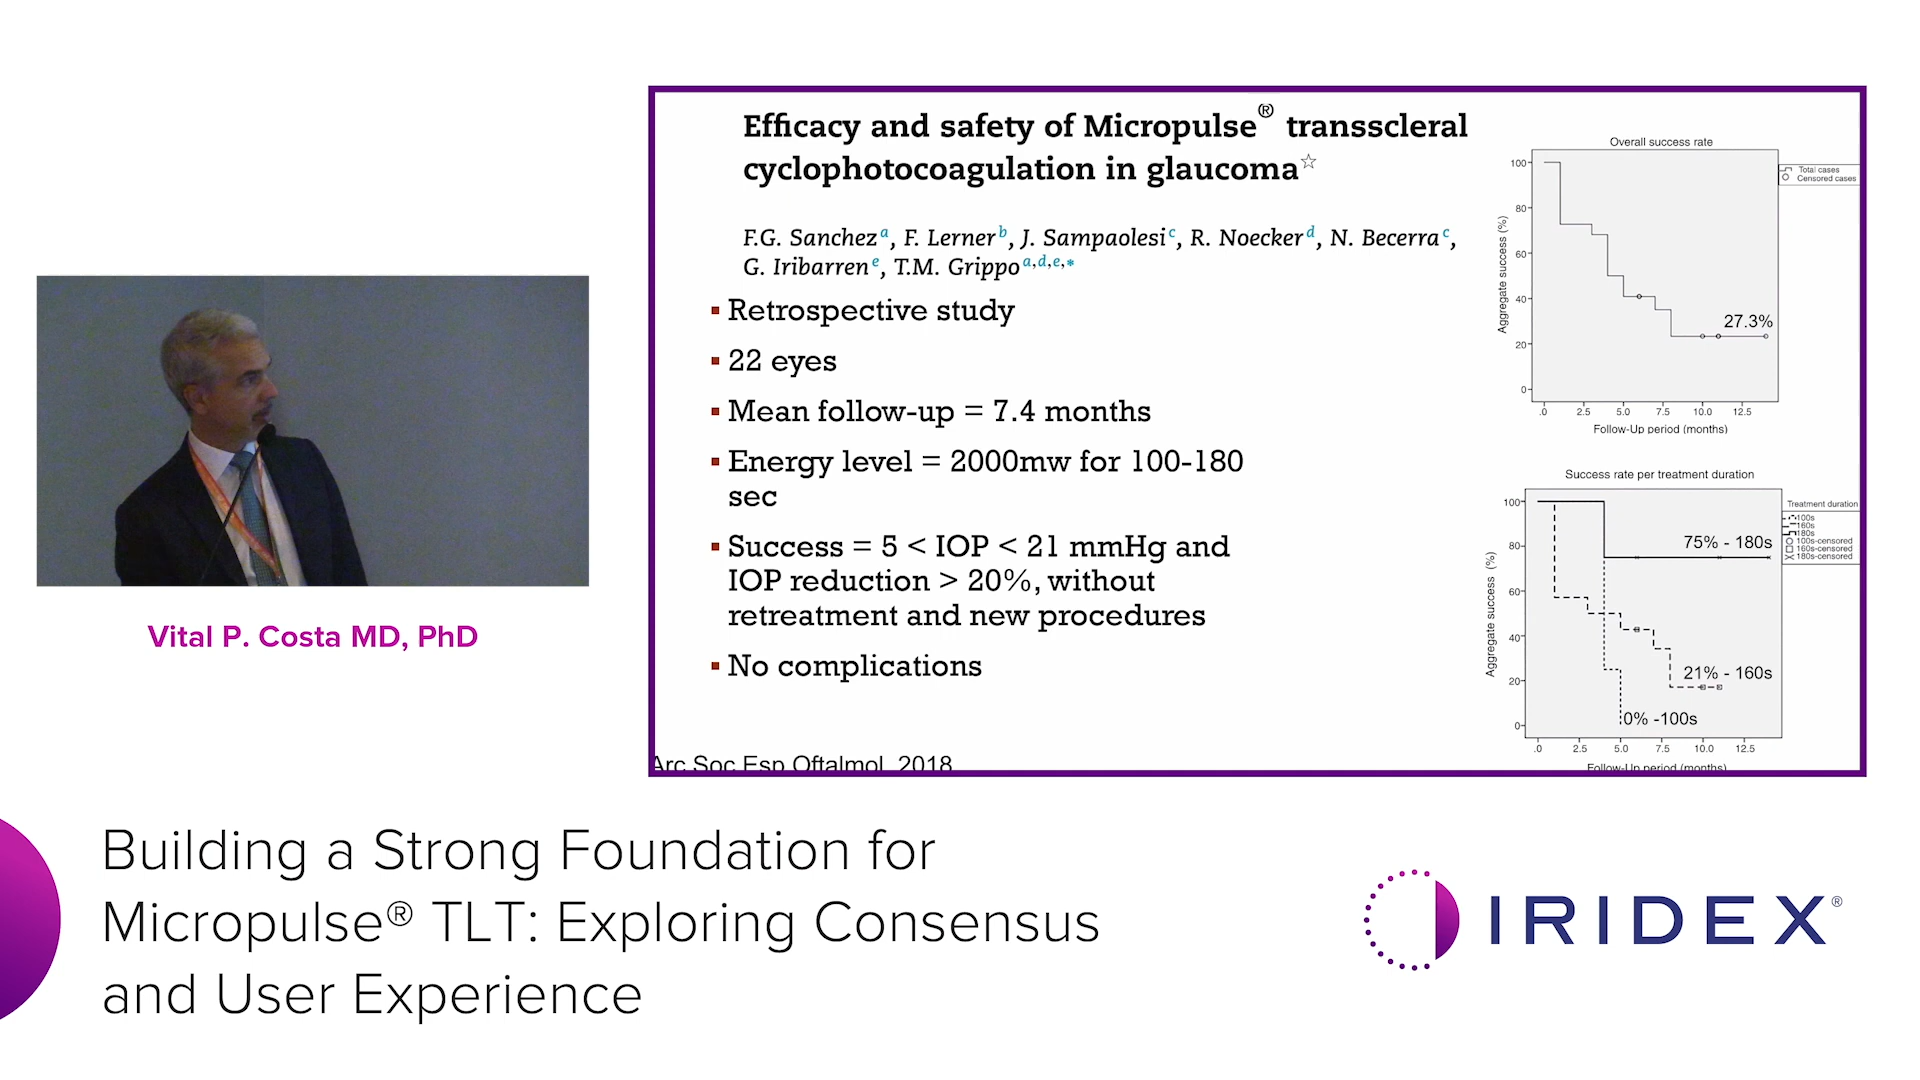 Efficacy and safety of Micropulse® transscleral
cyclophotocoagulation in glaucoma☆
F.G. Sanchez a, F. Lerner b, J. Sampaolesi c, R. Noecker d, N. Becerra c,
G. Iribarren e, T.M. Grippo a,d,e,*
▪ Retrospective study
▪ 22 eyes
▪ Mean follow-up = 7.4 months
▪ Energy level = 2000mw for 100-180
sec
▪ Success = 5 < IOP < 21 mmHg and
IOP reduction > 20%, without
retreatment and new procedures
▪ No complications
Arc Soc Esp Oftalmol, 2018
Overall success rate
Total cases
Censored cases
Aggregate success (%)
100
80
60
40
20
0
27.3%
.0 2.5 5.0 7.5 10.0 12.5
Follow-Up period (months)
Success rate per treatment duration
Treatment duration
100s
160s
180s
100s-censored
160s-censored
180s-censored
Aggregate success (%)
100
80
60
40
20
0
75% - 180s
21% - 160s
0% -100s
.0 2.5 5.0 7.5 10.0 12.5
Follow-Up period (months)
Vital P. Costa MD, PhD
Building a Strong Foundation for
Micropulse® TLT: Exploring Consensus
and User Experience
IRIDEX®